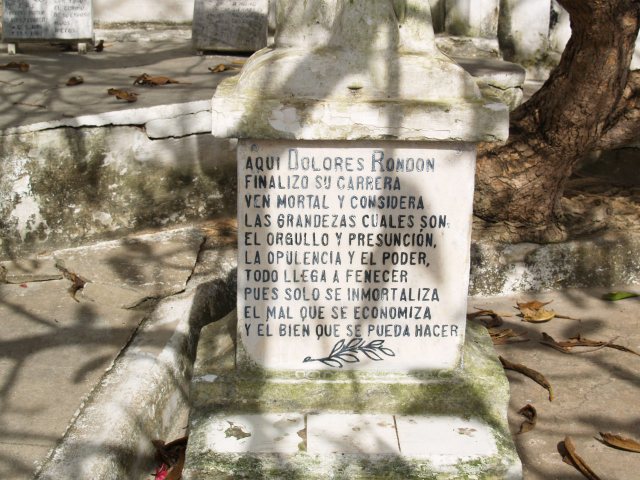 AQUI DOLORES RONDON
FINALIZO SU CARRERA
VEN MORTAL Y CONSIDERA
LAS GRANDEZAS CUALES SON:
EL ORGULLO Y PRESUNCIÓN,
LA OPULENCIA Y EL PODER,
TODO LLEGA A FENECER
PUES SOLO SE INMORTALIZA
EL MAL QUE SE ECONOMIZA
Y EL BIEN QUE SE PUEDA HACER.